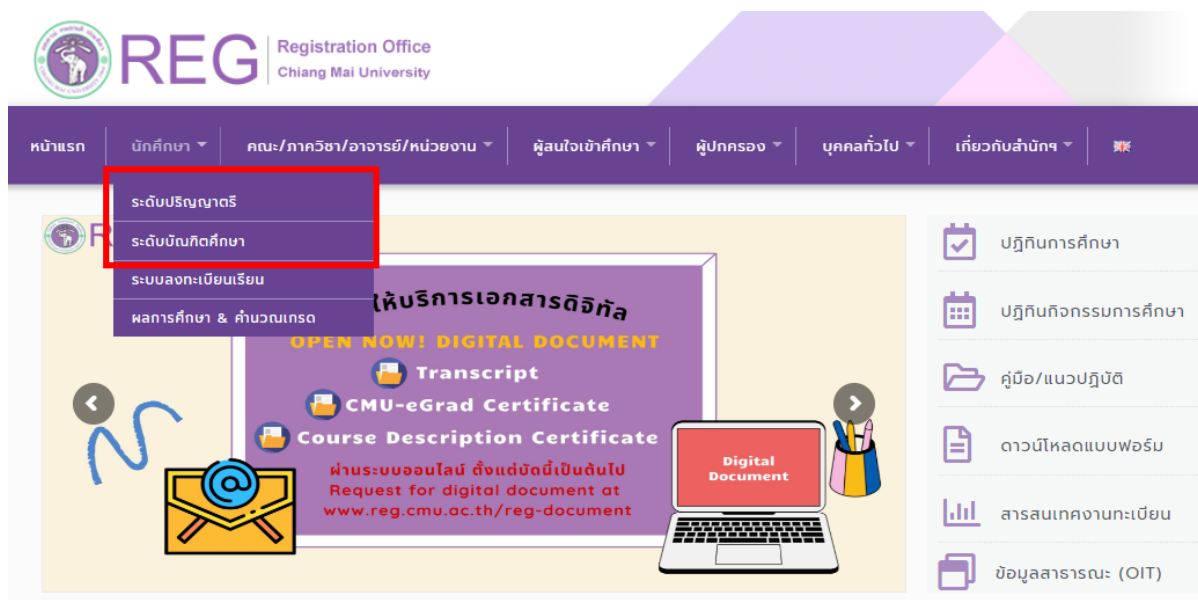 REG
Registration Office
Chiang Mai University
หน้าแรก
นักศึกษา
คณะ/ภาควิชา/อาจารย์/หน่วยงาน
ผู้สนใจเข้าศึกษา
ผู้ปกครอง
บุคคลทั่วไป
เกี่ยวกับสำนักฯ
ระดับปริญญาตรี
ระดับบัณฑิตศึกษา
ระบบลงทะเบียนเรียน
ผลการศึกษา & คำนวณเกรด
R
ให้บริการเอกสารดิจิทัล
OPEN NOW! DIGITAL DOCUMENT
Transcript
CMU-eGrad Certificate
Course Description Certificate
ผ่านระบบออนไลน์ ตั้งแต่บัดนี้เป็นต้นไป
Request for digital document at
www.reg.cmu.ac.th/reg-document
Digital
Document
ปฏิทินการศึกษา
ปฏิทินกิจกรรมการศึกษา
คู่มือ/แนวปฏิบัติ
ดาวน์โหลดแบบฟอร์ม
สารสนเทศงานทะเบียน
ข้อมูลสาธารณะ (OIT)